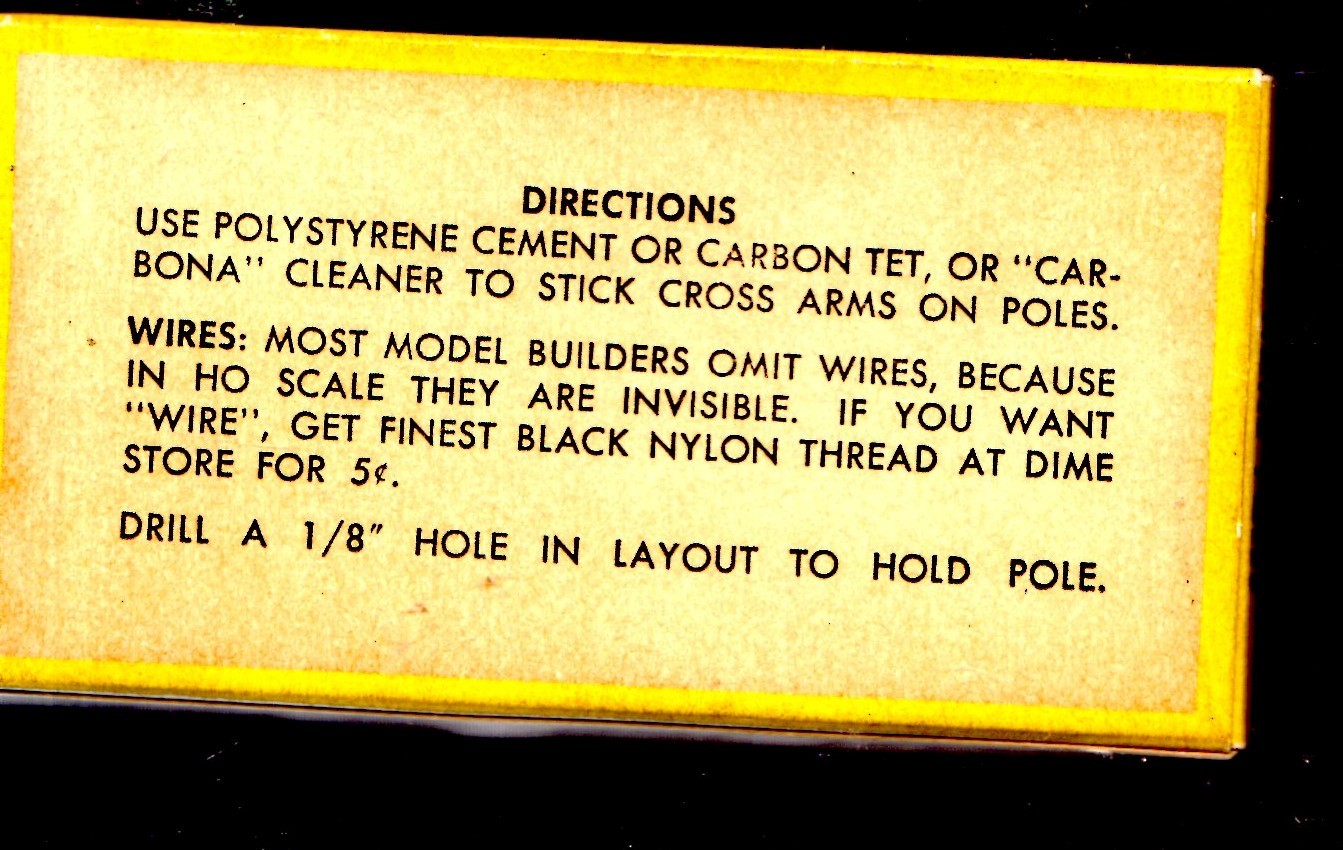 DIRECTIONS
USE POLYSTYRENE CEMENT OR CARBON TET, OR "CAR-
BONA" CLEANER TO STICK CROSS ARMS ON POLES.
WIRES: MOST MODEL BUILDERS OMIT WIRES, BECAUSE
IN HO SCALE THEY ARE INVISIBLE. IF YOU WANT
"WIRE", GET FINEST BLACK NYLON THREAD AT DIME
STORE FOR 5¢.
DRILL A 1/8" HOLE IN LAYOUT TO HOLD POLE.